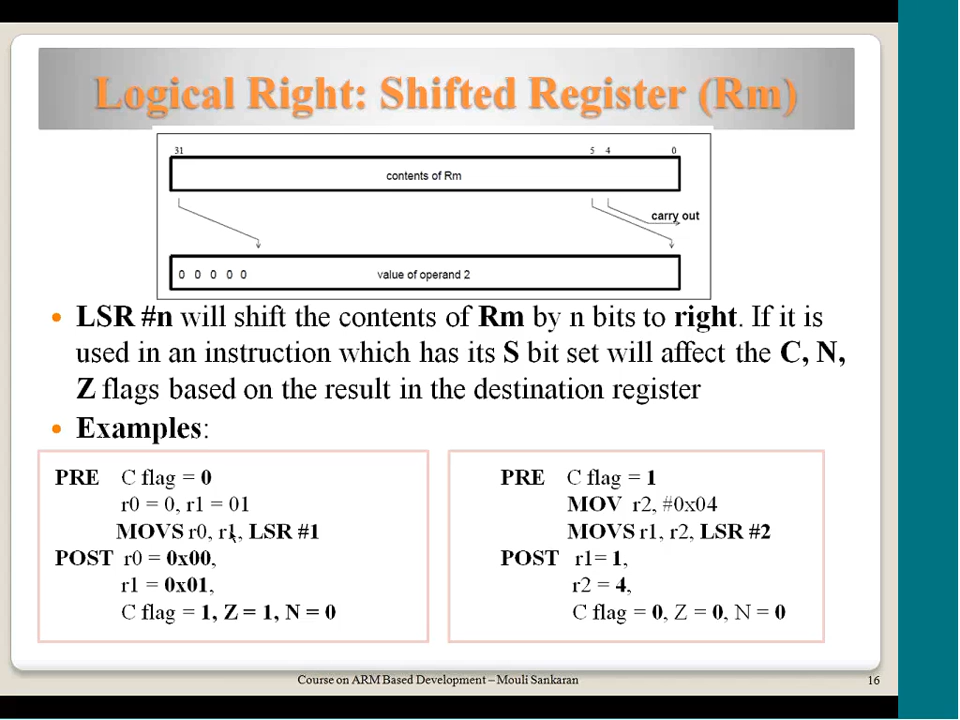 Logical Right: Shifted Register (Rm)
31 5 4 0
contents of Rm
carry out
0 0 0 0 0 value of operand 2
• LSR #n will shift the contents of Rm by n bits to right. If it is
used in an instruction which has its S bit set will affect the C, N,
Z flags based on the result in the destination register
• Examples:
PRE C flag = 0
r0 = 0, r1 = 01
MOVS r0, r1, LSR #1
POST r0 = 0x00,
r1 = 0x01,
C flag = 1, Z = 1, N = 0
PRE C flag = 1
MOV r2, #0x04
MOVS r1, r2, LSR #2
POST r1= 1,
r2 = 4,
C flag = 0, Z = 0, N = 0
Course on ARM Based Development – Mouli Sankaran
16